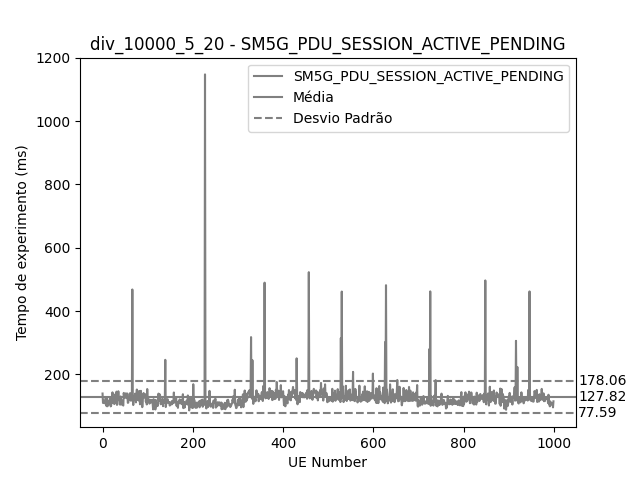 div_10000_5_20 - SM5G_PDU_SESSION_ACTIVE_PENDING
SM5G_PDU_SESSION_ACTIVE_PENDING
Média
Desvio Padrão
Tempo de experimento (ms)
1200
1000
800
600
400
200
178.06
127.82
77.59
0 200 400 600 800 1000
UE Number